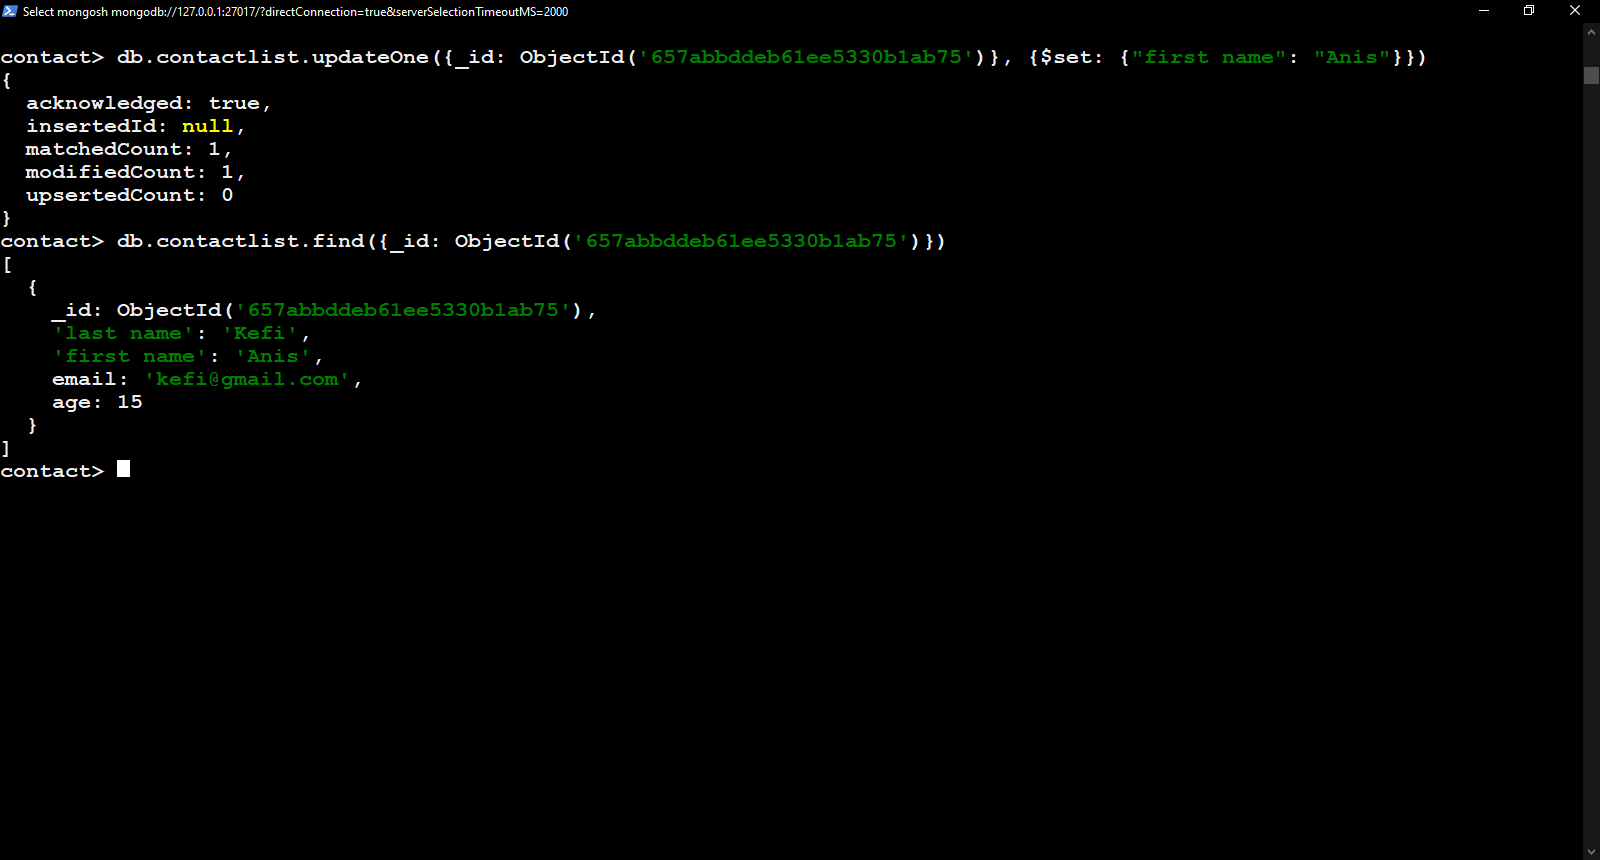 Select mongosh mongodb://127.0.0.1:27017/?directConnection=true&serverSelectionTimeoutMS=2000
contact> db.contactlist.updateOne({_id: ObjectId('657abbddeb61ee5330b1ab75')}, {$set: {"first name": "Anis"}})
{
  acknowledged: true,
  insertedId: null,
  matchedCount: 1,
  modifiedCount: 1,
  upsertedCount: 0
}
contact> db.contactlist.find({_id: ObjectId('657abbddeb61ee5330b1ab75')})
[
  {
    _id: ObjectId('657abbddeb61ee5330b1ab75'),
    'last name': 'Kefi',
    'first name': 'Anis',
    email: 'kefi@gmail.com',
    age: 15
  }
]
contact>